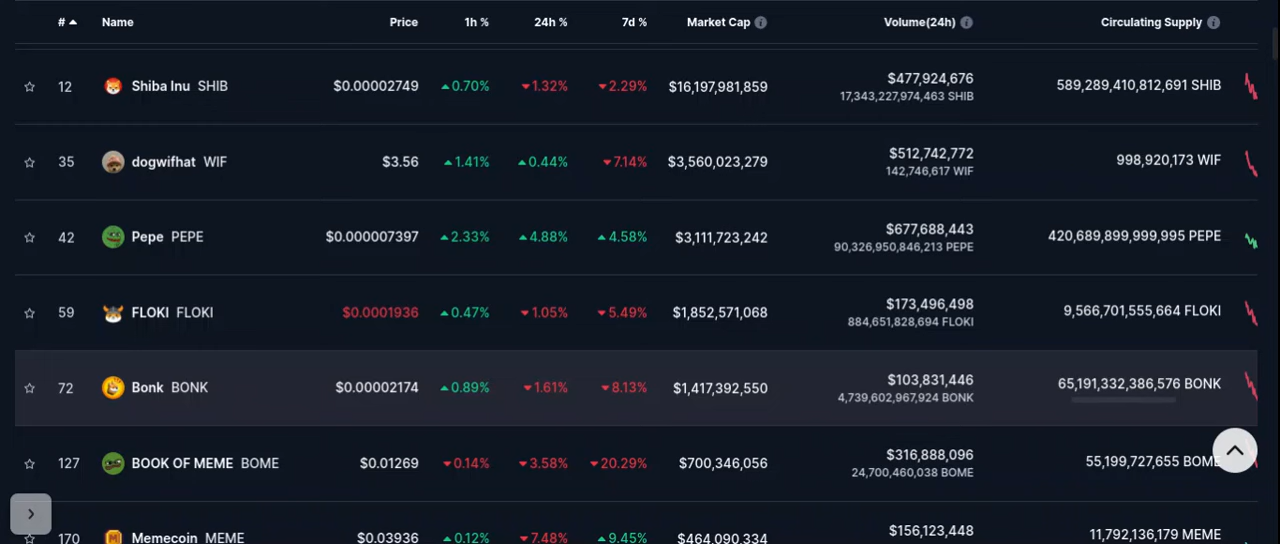 # Name Price 1h % 24h % 7d % Market Cap Volume(24h) Circulating Supply
12 Shiba Inu SHIB $0.00002749 0.70% 1.32% 2.29% $16,197,981,859 $477,924,676 589,289,410,812,691 SHIB
17,343,227,974,463 SHIB
35 dogwifhat WIF $3.56 1.41% 0.44% 7.14% $3,560,023,279 $512,742,772 998,920,173 WIF
142,746,617 WIF
42 Pepe PEPE $0.000007397 2.33% 4.88% 4.58% $3,111,723,242 $677,688,443 420,689,899,999,995 PEPE
90,326,950,846,213 PEPE
59 FLOKI FLOKI $0.0001936 0.47% 1.05% 5.49% $1,852,571,068 $173,496,498 9,566,701,555,664 FLOKI
884,651,828,694 FLOKI
72 Bonk BONK $0.00002174 0.89% 1.61% 8.13% $1,417,392,550 $103,831,446 65,191,332,386,576 BONK
4,739,602,967,924 BONK
127 BOOK OF MEME BOME $0.01269 0.14% 3.58% 20.29% $700,346,056 $316,888,096 55,199,727,655 BOME
24,700,460,038 BOME
170 Memecoin MEME $0.03936 0.12% 7.48% 9.45% $464,090,334 $156,123,448 11,792,136,179 MEME